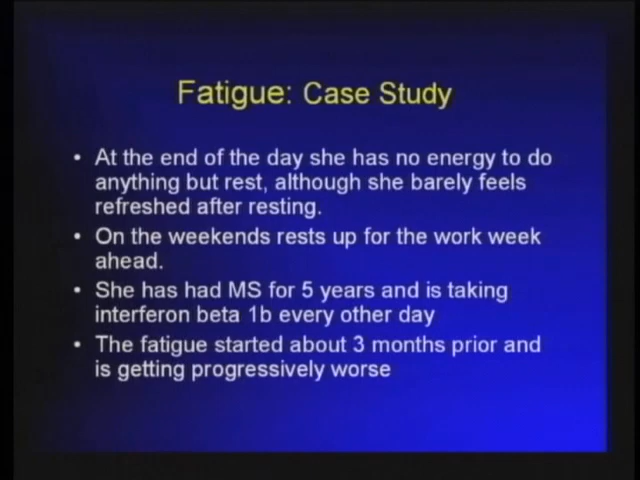 Fatigue: Case Study
• At the end of the day she has no energy to do
anything but rest, although she barely feels
refreshed after resting.
• On the weekends rests up for the work week
ahead.
• She has had MS for 5 years and is taking
interferon beta 1b every other day
• The fatigue started about 3 months prior and
is getting progressively worse